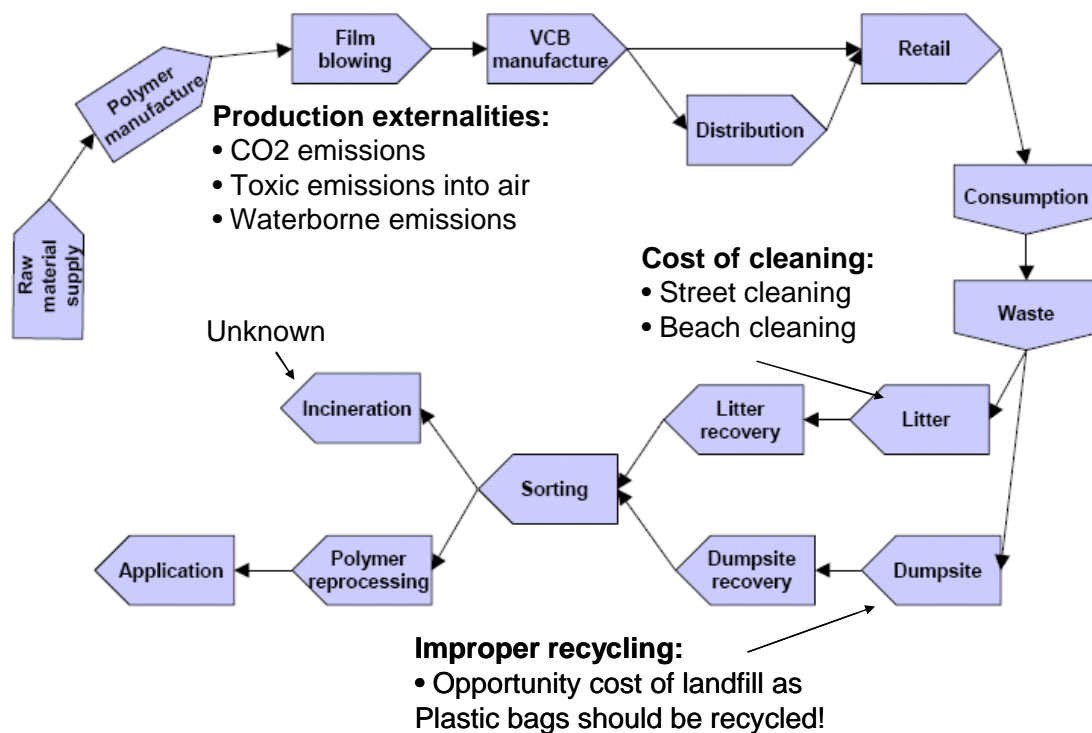 Film
blowing
VCB
manufacture
Retail
Polymer
manufacture
Distribution
Production externalities:
• CO2 emissions
• Toxic emissions into air
• Waterborne emissions
Consumption
Raw
material
supply
Cost of cleaning:
• Street cleaning
• Beach cleaning
Waste
Unknown
Incineration
Litter
recovery
Litter
Sorting
Application
Polymer
reprocessing
Dumpsite
recovery
Dumpsite
Improper recycling:
• Opportunity cost of landfill as
Plastic bags should be recycled!